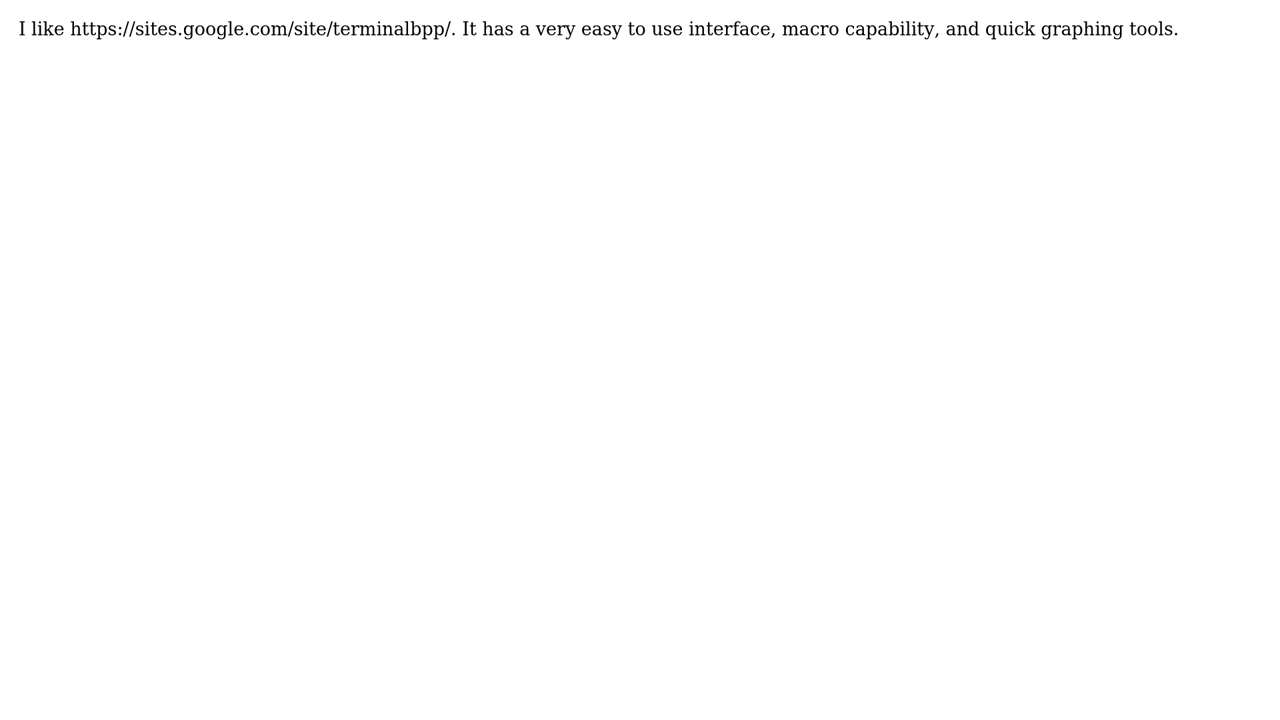 I like https://sites.google.com/site/terminalbpp/. It has a very easy to use interface, macro capability, and quick graphing tools.